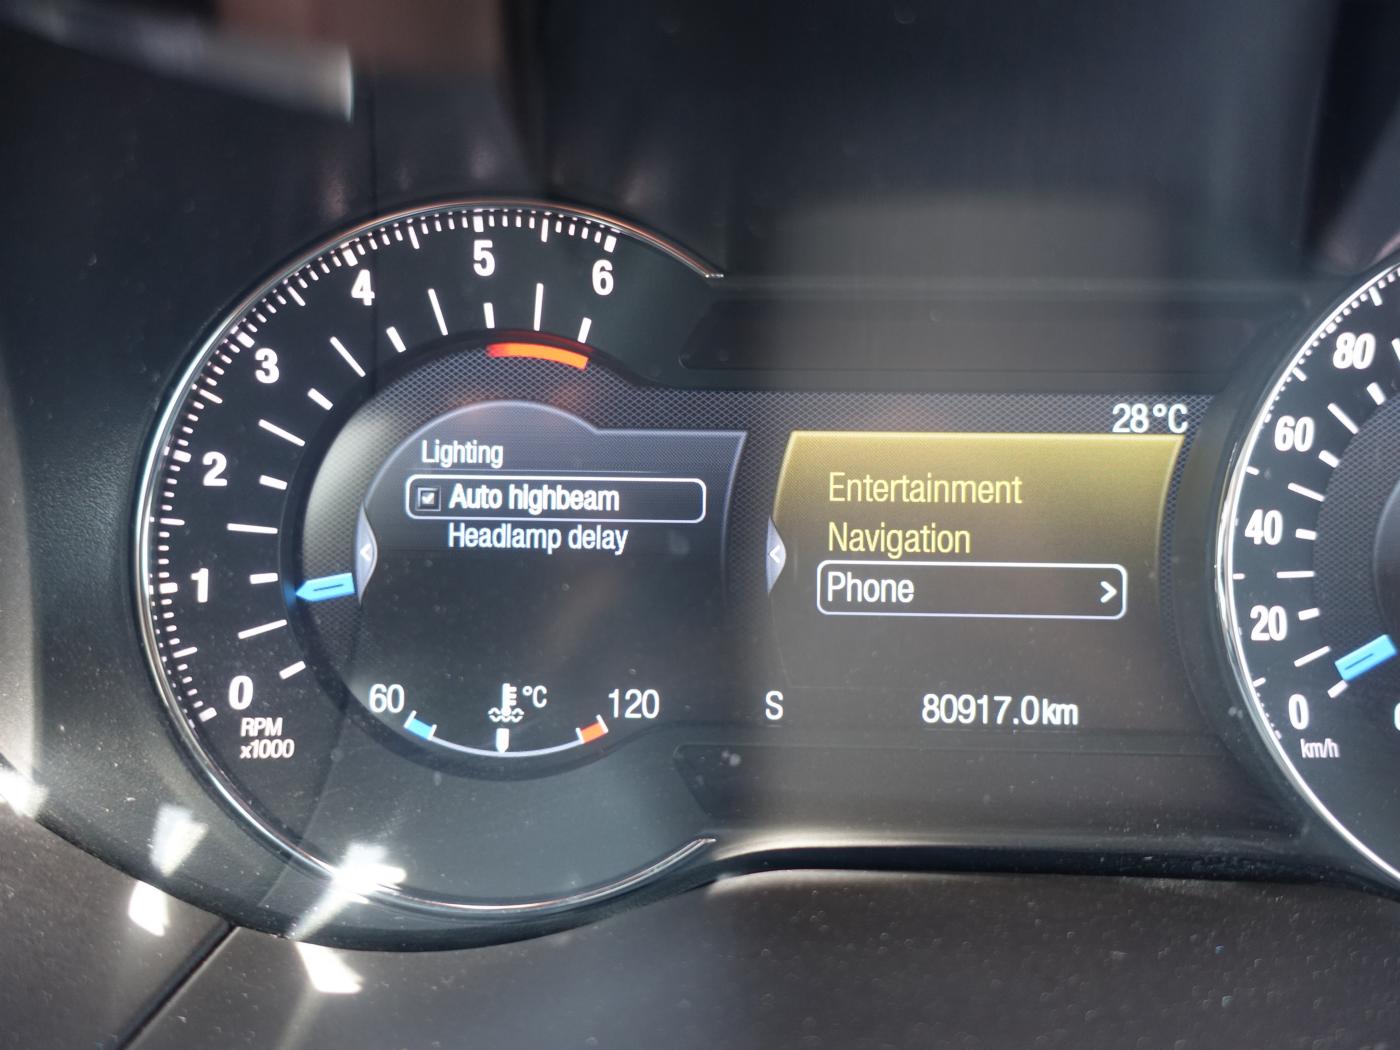 6
5
4
3
2
1
0
RPM
x1000
Lighting
Auto highbeam
Headlamp delay
60
°C
120
28°C
Entertainment
Navigation
Phone
S
80917.0km
80
60
40
20
0
km/h